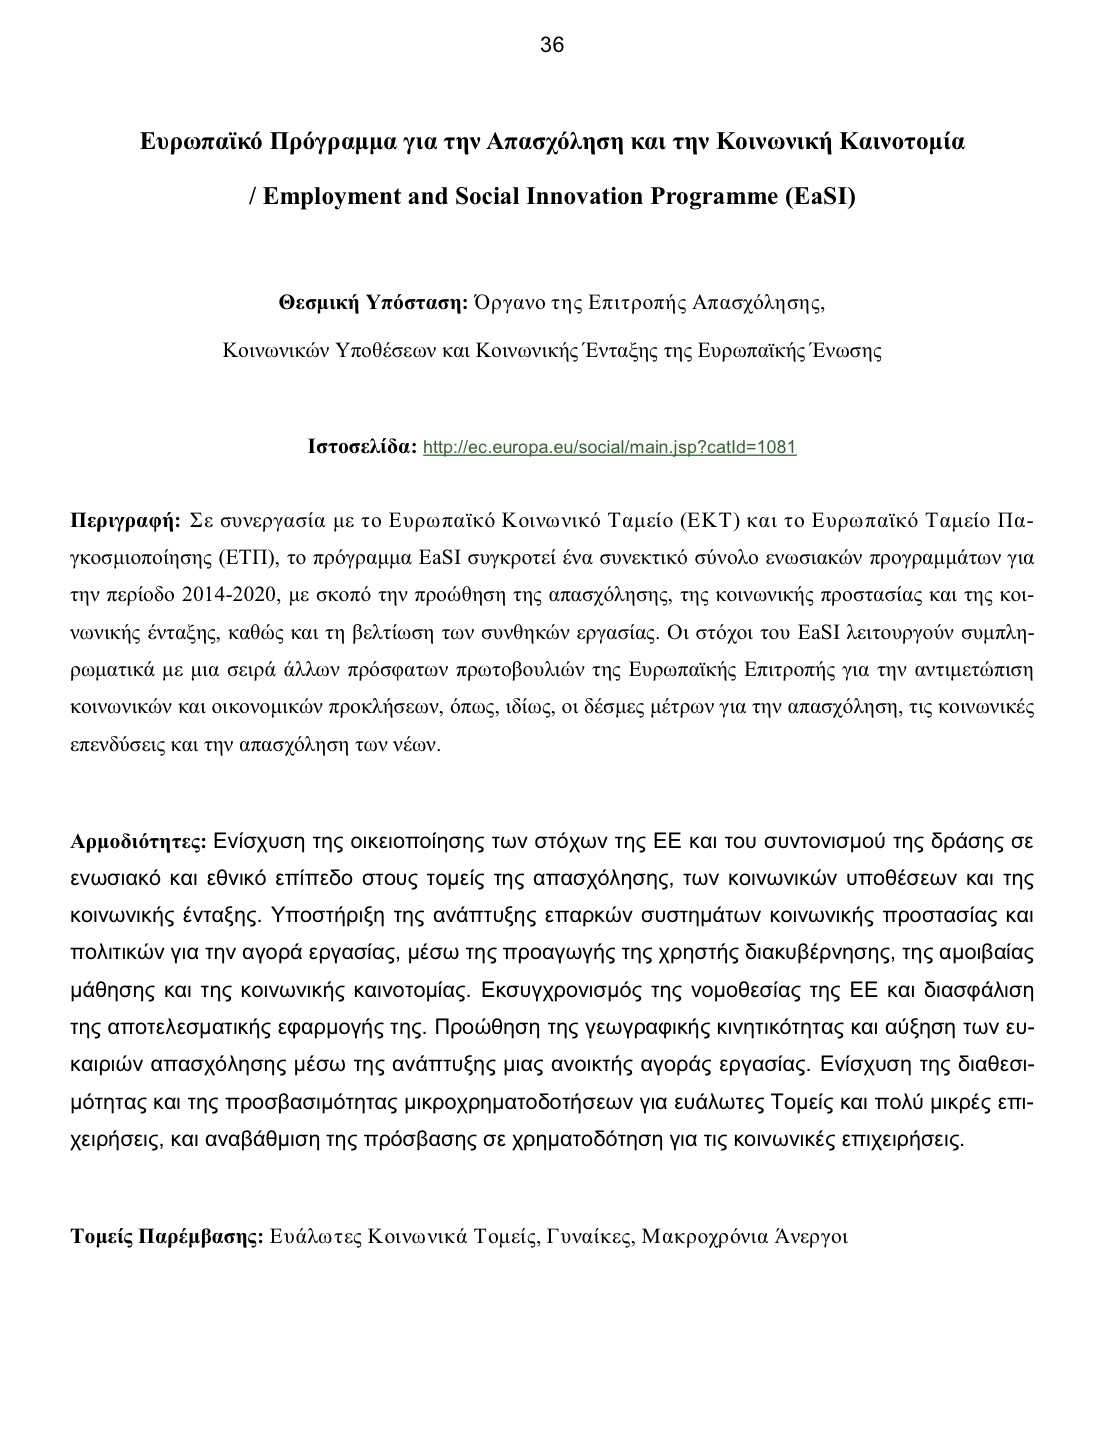 36
Ευρωπαϊκό Πρόγραμμα για την Απασχόληση και την Κοινωνική Καινοτομία
/ Employment and Social Innovation Programme (EaSI)
Θεσμική Υπόσταση: Όργανο της Επιτροπής Απασχόλησης,
Κοινωνικών Υποθέσεων και Κοινωνικής Ένταξης της Ευρωπαϊκής Ένωσης
Ιστοσελίδα: http://ec.europa.eu/social/main.jsp?catId=1081
Περιγραφή: Σε συνεργασία με το Ευρωπαϊκό Κοινωνικό Ταμείο (ΕΚΤ) και το Ευρωπαϊκό Ταμείο Πα-
γκοσμιοποίησης (ΕΤΠ), το πρόγραμμα EaSI συγκροτεί ένα συνεκτικό σύνολο ενωσιακών προγραμμάτων για
την περίοδο 2014-2020, με σκοπό την προώθηση της απασχόλησης, της κοινωνικής προστασίας και της κοι-
νωνικής ένταξης, καθώς και τη βελτίωση των συνθηκών εργασίας. Οι στόχοι του EaSI λειτουργούν συμπλη-
ρωματικά με μια σειρά άλλων πρόσφατων πρωτοβουλιών της Ευρωπαϊκής Επιτροπής για την αντιμετώπιση
κοινωνικών και οικονομικών προκλήσεων, όπως, ιδίως, οι δέσμες μέτρων για την απασχόληση, τις κοινωνικές
επενδύσεις και την απασχόληση των νέων.
Αρμοδιότητες: Ενίσχυση της οικειοποίησης των στόχων της ΕΕ και του συντονισμού της δράσης σε
ενωσιακό και εθνικό επίπεδο στους τομείς της απασχόλησης, των κοινωνικών υποθέσεων και της
κοινωνικής ένταξης. Υποστήριξη της ανάπτυξης επαρκών συστημάτων κοινωνικής προστασίας και
πολιτικών για την αγορά εργασίας, μέσω της προαγωγής της χρηστής διακυβέρνησης, της αμοιβαίας
μάθησης και της κοινωνικής καινοτομίας. Εκσυγχρονισμός της νομοθεσίας της ΕΕ και διασφάλιση
της αποτελεσματικής εφαρμογής της. Προώθηση της γεωγραφικής κινητικότητας και αύξηση των ευ-
καιριών απασχόλησης μέσω της ανάπτυξης μιας ανοικτής αγοράς εργασίας. Ενίσχυση της διαθεσι-
μότητας και της προσβασιμότητας μικροχρηματοδοτήσεων για ευάλωτες Τομείς και πολύ μικρές επι-
χειρήσεις, και αναβάθμιση της πρόσβασης σε χρηματοδότηση για τις κοινωνικές επιχειρήσεις.
Τομείς Παρέμβασης: Ευάλωτες Κοινωνικά Τομείς, Γυναίκες, Μακροχρόνια Άνεργοι